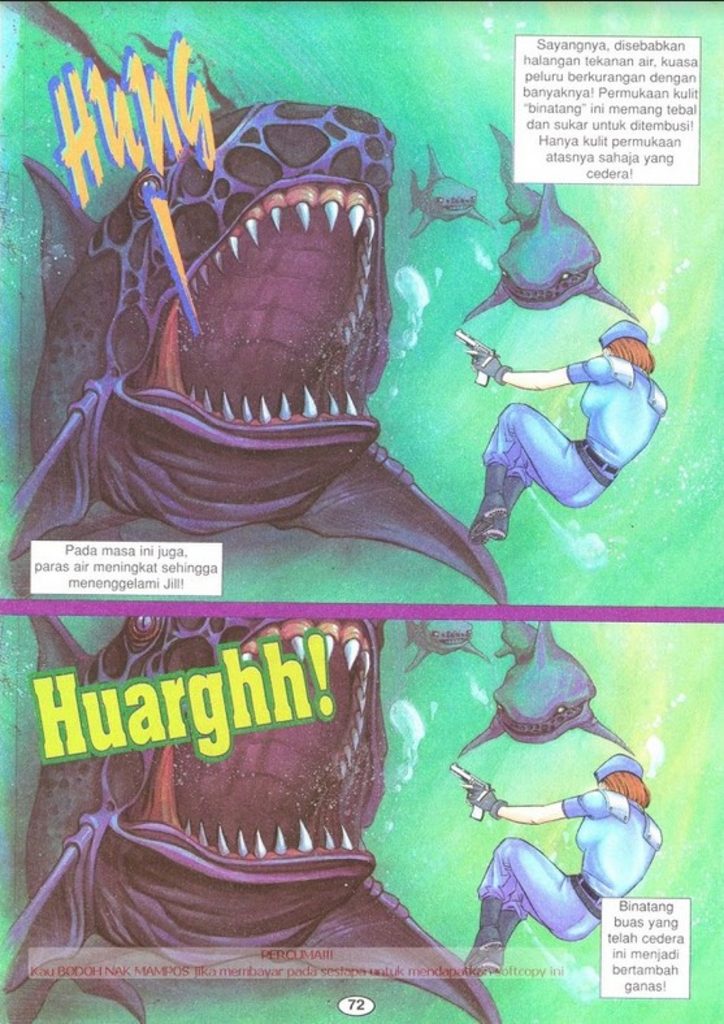 Hung
Sayangnya, disebabkan
halangan tekanan air, kuasa
peluru berkurangan dengan
banyaknya! Permukaan kulit
"binatang" ini memang tebal
dan sukar untuk ditembusi!
Hanya kulit permukaan
atasnya sahaja yang
cedera!
Pada masa ini juga,
paras air meningkat sehingga
menenggelami Jill!
Huarghh!
Binatang
buas yang
telah cedera
ini menjadi
bertambah
ganas!
PERCUMA!!!
Kau BODOH NAK MAMPOS Jika membayar pada sesiapa untuk mendapatkan softcopy ini
72